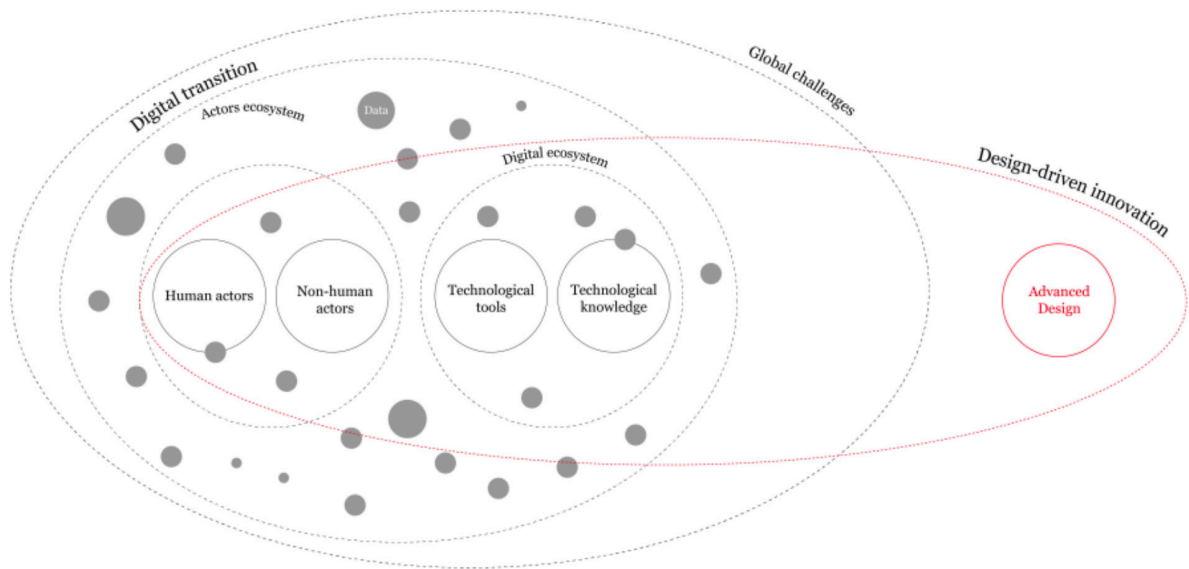 Global challenges
Digital transition
Actors ecosystem
Data
Digital ecosystem
Design-driven innovation
Human actors
Non-human
actors
Technological
tools
Technological
knowledge
Advanced
Design